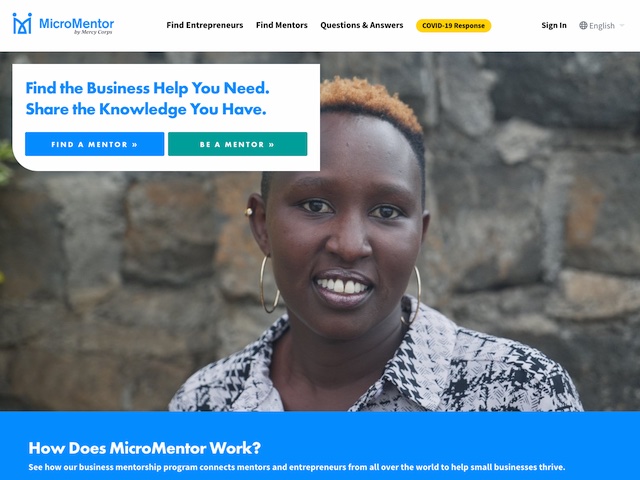 MicroMentor
by Mercy Corps
Find Entrepreneurs
Find Mentors
Questions & Answers
COVID-19 Response
Sign In
English
Find the Business Help You Need.
Share the Knowledge You Have.
FIND A MENTOR »
BE A MENTOR »
How Does MicroMentor Work?
See how our business mentorship program connects mentors and entrepreneurs from all over the world to help small businesses thrive.